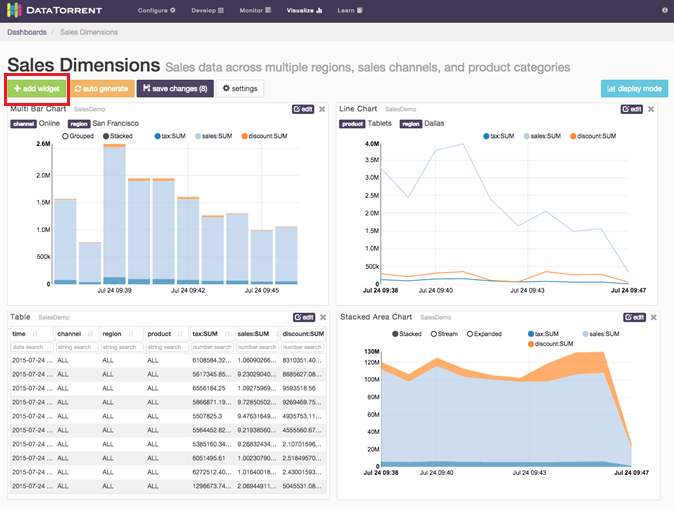 DATATORRENT Configure Develop Monitor Visualize Learn
Dashboards / Sales Dimensions
Sales Dimensions Sales data across multiple regions, sales channels, and product categories
+ add widget auto generate save changes (6) settings display mode
Multi Bar Chart SalesDemo edit
channel Online region San Francisco
Grouped Stacked tax:SUM sales:SUM discount:SUM
2.6M
2.0M
1.5M
1.0M
500k
0
Jul 24 09:39 Jul 24 09:42 Jul 24 09:45
Line Chart SalesDemo edit
product Tablets region Dallas
tax:SUM sales:SUM discount:SUM
4.0M
3.5M
3.0M
2.5M
2.0M
1.5M
1.0M
500k
0
Jul 24 09:38 Jul 24 09:40 Jul 24 09:43 Jul 24 09:47
Table SalesDemo edit
time channel region product tax:SUM sales:SUM discount:SUM
date search string search string search string search number search number search number search
2015-07-24 ... ALL ALL ALL 6108584.32... 1.06090266... 8310351.40...
2015-07-24 ... ALL ALL ALL 5617345.85... 9.23029040... 8685627.08...
2015-07-24 ... ALL ALL ALL 6556184.25 1.09275969... 9593518.56
2015-07-24 ... ALL ALL ALL 5866871.19... 9.72850502... 9269469.75...
2015-07-24 ... ALL ALL ALL 5507825.3 9.47631649... 4935753.11...
2015-07-24 ... ALL ALL ALL 5564452.82... 9.21938560... 4555560.67...
2015-07-24 ... ALL ALL ALL 5385160.34... 9.26832434... 2.10701596...
2015-07-24 ... ALL ALL ALL 6051495.61 1.00230790... 2.51849570...
2015-07-24 ... ALL ALL ALL 6272512.40... 1.01640018... 2.43001593...
2015-07-24 ... ALL ALL ALL 1296673.74... 2.06944911... 5045531.08...
Stacked Area Chart SalesDemo edit
Stacked Stream Expanded tax:SUM sales:SUM
discount:SUM
130M
120M
100M
80M
60M
40M
20M
0
Jul 24 09:38 Jul 24 09:40 Jul 24 09:43 Jul 24 09:47